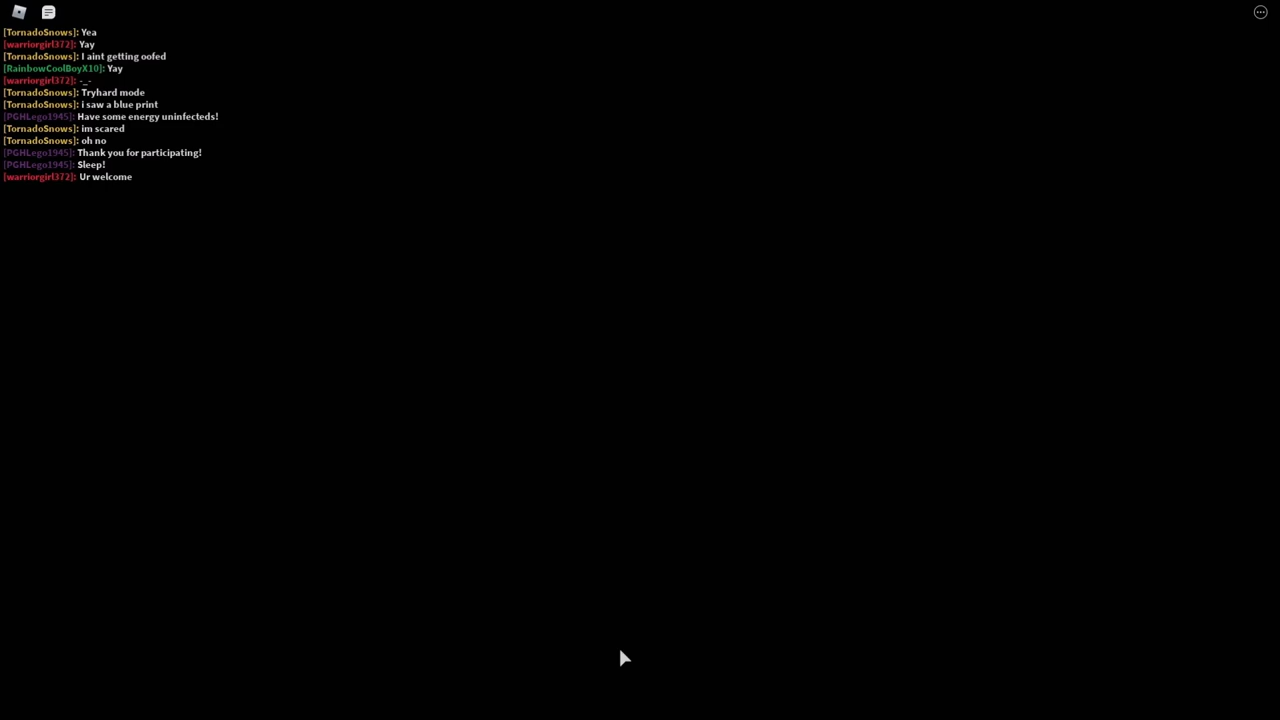 [TornadoSnows]: Yea
[warriorgirl372]: Yay
[TornadoSnows]: I aint getting oofed
[RainbowCoolBoyX10]: Yay
[warriorgirl372]: -_-
[TornadoSnows]: Tryhard mode
[TornadoSnows]: i saw a blue print
[PGHLego1945]: Have some energy uninfecteds!
[TornadoSnows]: im scared
[TornadoSnows]: oh no
[PGHLego1945]: Thank you for participating!
[PGHLego1945]: Sleep!
[warriorgirl372]: Ur welcome